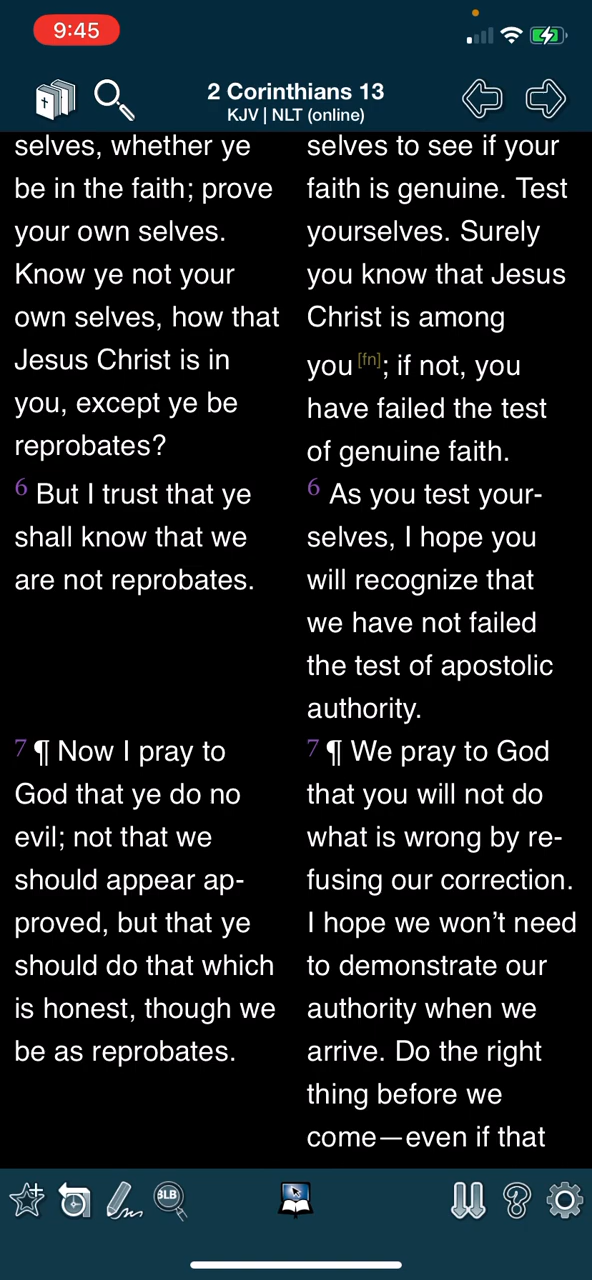 9:45
2 Corinthians 13
KJV | NLT (online)
selves, whether ye
be in the faith; prove
your own selves.
Know ye not your
own selves, how that
Jesus Christ is in
you, except ye be
reprobates?
6 But I trust that ye
shall know that we
are not reprobates.
7 ¶ Now I pray to
God that ye do no
evil; not that we
should appear ap-
proved, but that ye
should do that which
is honest, though we
be as reprobates.
selves to see if your
faith is genuine. Test
yourselves. Surely
you know that Jesus
Christ is among
you [fn]; if not, you
have failed the test
of genuine faith.
6 As you test your-
selves, I hope you
will recognize that
we have not failed
the test of apostolic
authority.
7 ¶ We pray to God
that you will not do
what is wrong by re-
fusing our correction.
I hope we won’t need
to demonstrate our
authority when we
arrive. Do the right
thing before we
come—even if that
BLB